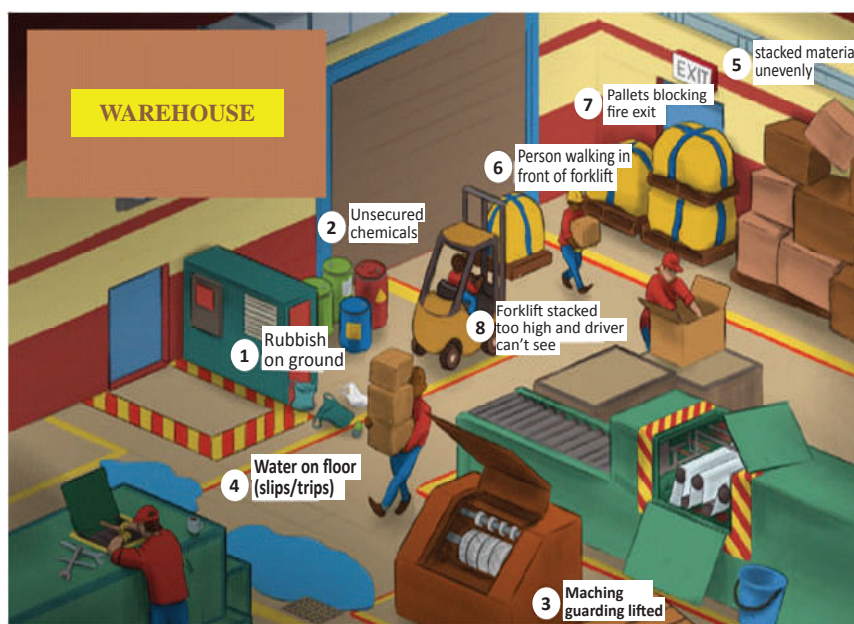 WAREHOUSE
EXIT
5
stacked materia
unevenly
7
Pallets blocking
fire exit
6
Person walking in
front of forklift
2
Unsecured
chemicals
8
Forklift stacked
too high and driver
can't see
1
Rubbish
on ground
4
Water on floor
(slips/trips)
3
Maching
guarding lifted